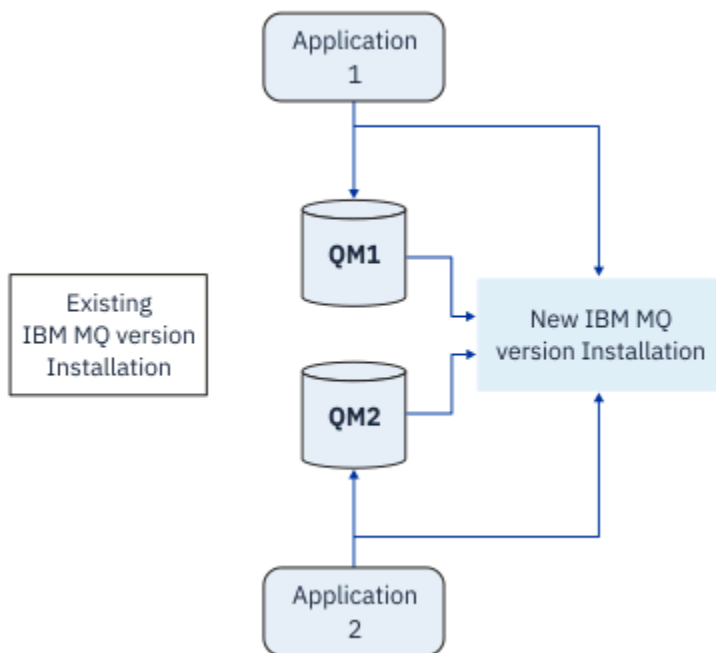 Application
1
QM1
Existing
IBM MQ version
Installation
New IBM MQ
version Installation
QM2
Application
2